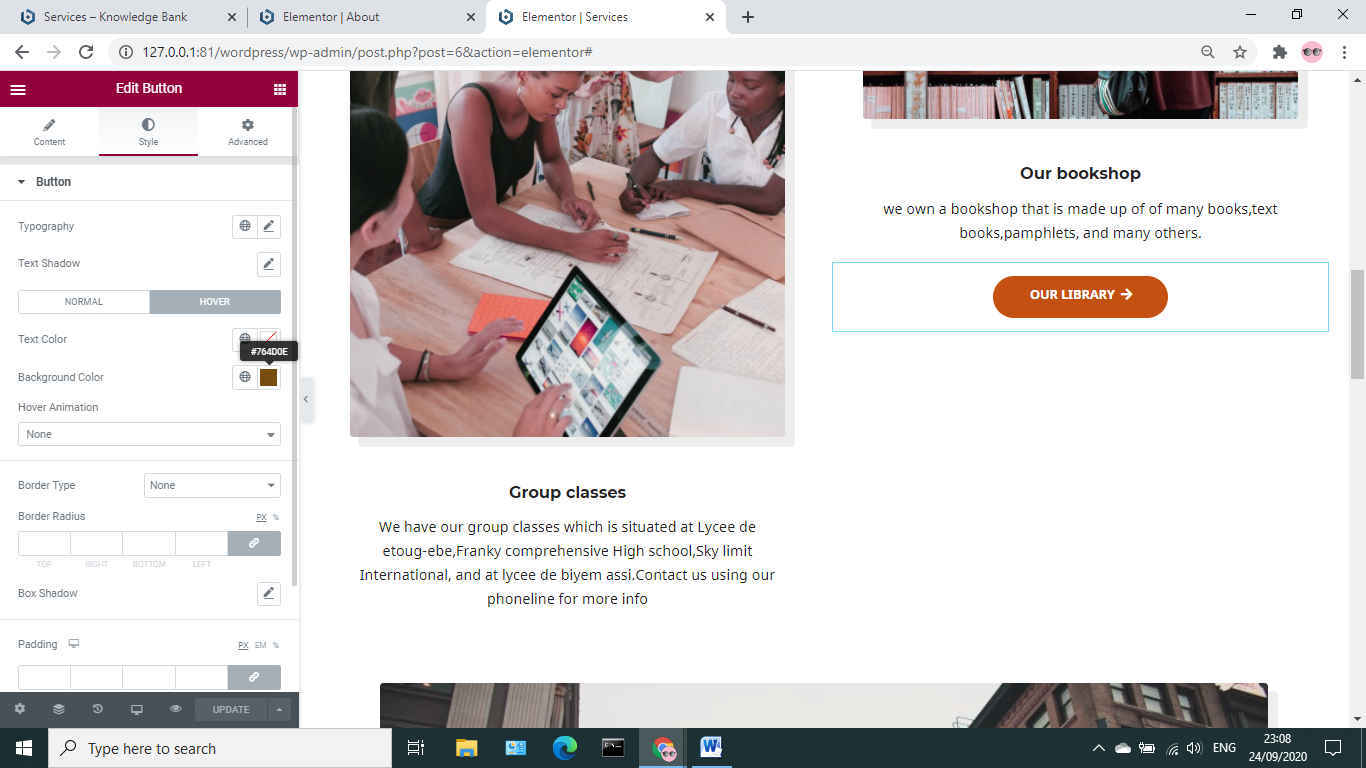 Services – Knowledge Bank
Elementor | About
Elementor | Services
127.0.0.1:81/wordpress/wp-admin/post.php?post=6&action=elementor#
Edit Button
Content
Style
Advanced
Button
Typography
Text Shadow
NORMAL
HOVER
Text Color
#764D0E
Background Color
Hover Animation
None
Border Type
None
Border Radius
PX %
TOP RIGHT BOTTOM LEFT
Box Shadow
Padding
PX EM %
UPDATE
Group classes
We have our group classes which is situated at Lycee de
etoug-ebe,Franky comprehensive High school,Sky limit
International, and at lycee de biyem assi.Contact us using our
phoneline for more info
Our bookshop
we own a bookshop that is made up of of many books,text
books,pamphlets, and many others.
OUR LIBRARY
Type here to search
ENG
23:08
24/09/2020